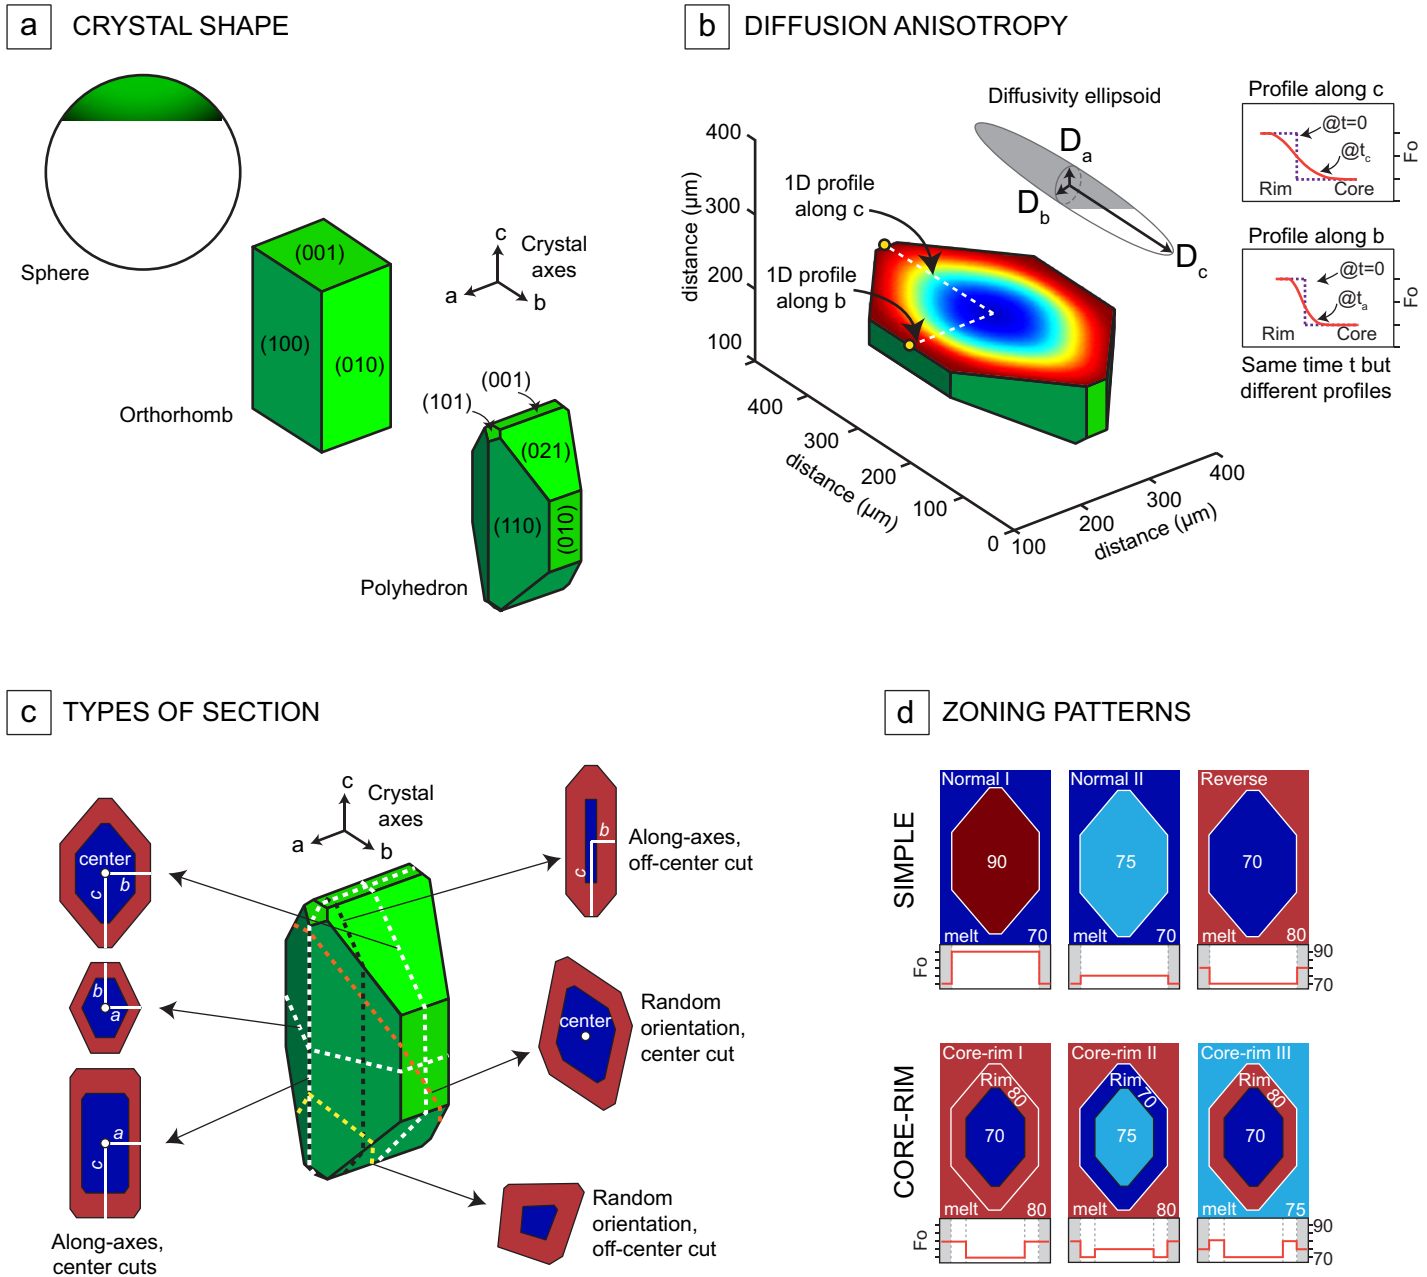 a CRYSTAL SHAPE
Sphere
(001)
(100)
(010)
Orthorhomb
c
Crystal
axes
a
b
(001)
(101)
(021)
(110)
(010)
Polyhedron
b DIFFUSION ANISOTROPY
Diffusivity ellipsoid
Da
Db
Dc
1D profile
along c
1D profile
along b
400
300
200
100
distance (µm)
400
300
200
100
0
distance (µm)
100
200
300
400
distance (µm)
Profile along c
@t=0
@tc
Rim
Core
Fo
Profile along b
@t=0
@ta
Rim
Core
Fo
Same time t but
different profiles
c TYPES OF SECTION
center
c
b
b
a
a
c
Along-axes,
center cuts
c
Crystal
axes
a
b
b
c
Along-axes,
off-center cut
center
Random
orientation,
center cut
Random
orientation,
off-center cut
d ZONING PATTERNS
SIMPLE
Normal I
90
melt
70
Normal II
75
melt
70
Reverse
70
melt
80
Fo
90
70
CORE-RIM
Core-rim I
Rim
80
70
melt
80
Core-rim II
Rim
70
75
melt
80
Core-rim III
Rim
80
70
melt
75
Fo
90
70